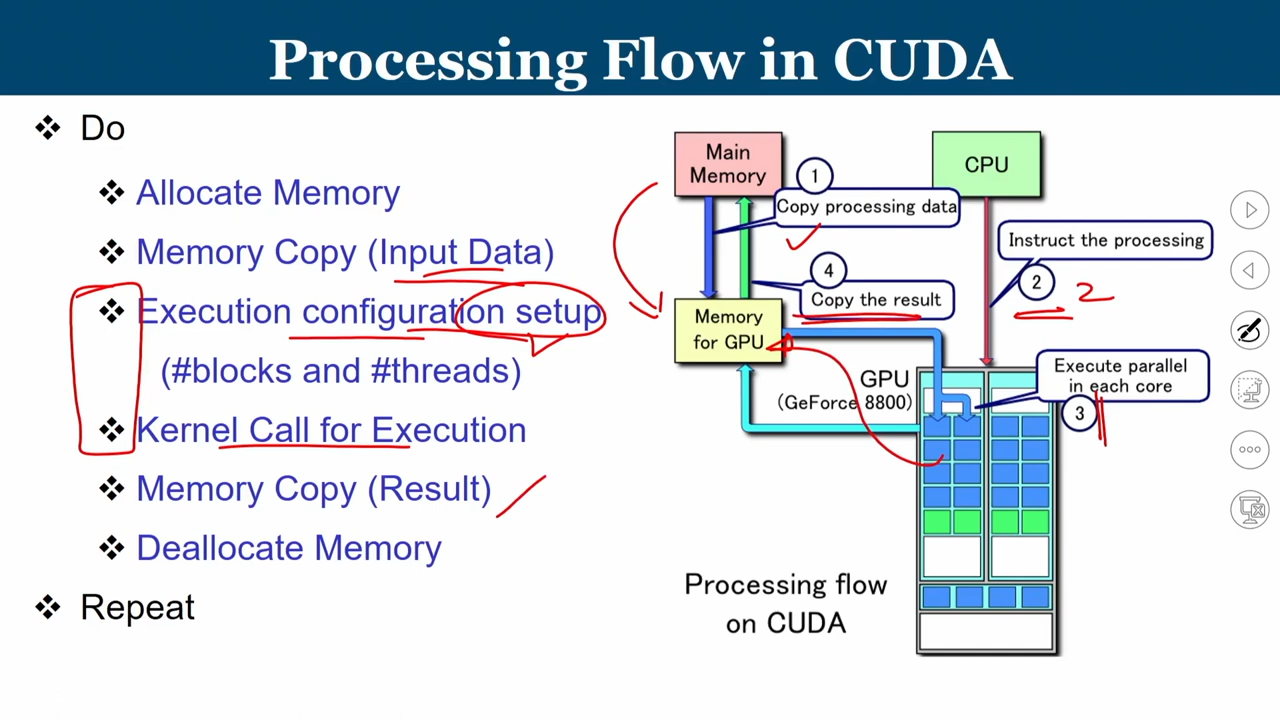 Processing Flow in CUDA
Do
Allocate Memory
Memory Copy (Input Data)
Execution configuration setup
(#blocks and #threads)
Kernel Call for Execution
Memory Copy (Result)
Deallocate Memory
Repeat
Main
Memory
CPU
1
Copy processing data
Instruct the processing
2
2
4
Copy the result
Memory
for GPU
GPU
(GeForce 8800)
Execute parallel
in each core
3
Processing flow
on CUDA